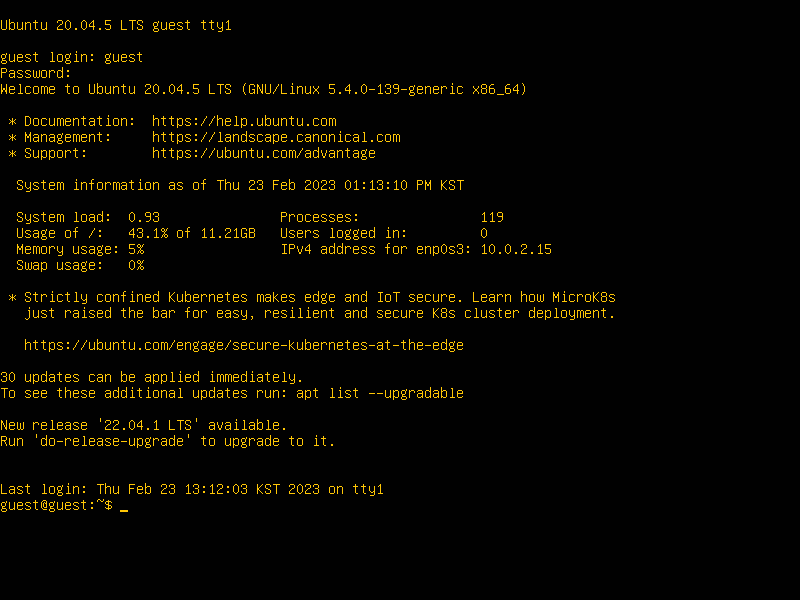 Ubuntu 20.04.5 LTS guest tty1
guest login: guest
Password:
Welcome to Ubuntu 20.04.5 LTS (GNU/Linux 5.4.0-139-generic x86_64)
* Documentation:  https://help.ubuntu.com
* Management:     https://landscape.canonical.com
* Support:        https://ubuntu.com/advantage
System information as of Thu 23 Feb 2023 01:13:10 PM KST
System load:  0.93               Processes:               119
Usage of /:   43.1% of 11.21GB   Users logged in:         0
Memory usage: 5%                 IPv4 address for enp0s3: 10.0.2.15
Swap usage:   0%
* Strictly confined Kubernetes makes edge and IoT secure. Learn how MicroK8s
just raised the bar for easy, resilient and secure K8s cluster deployment.
https://ubuntu.com/engage/secure-kubernetes-at-the-edge
30 updates can be applied immediately.
To see these additional updates run: apt list --upgradable
New release '22.04.1 LTS' available.
Run 'do-release-upgrade' to upgrade to it.
Last login: Thu Feb 23 13:12:03 KST 2023 on tty1
guest@guest:~$ _